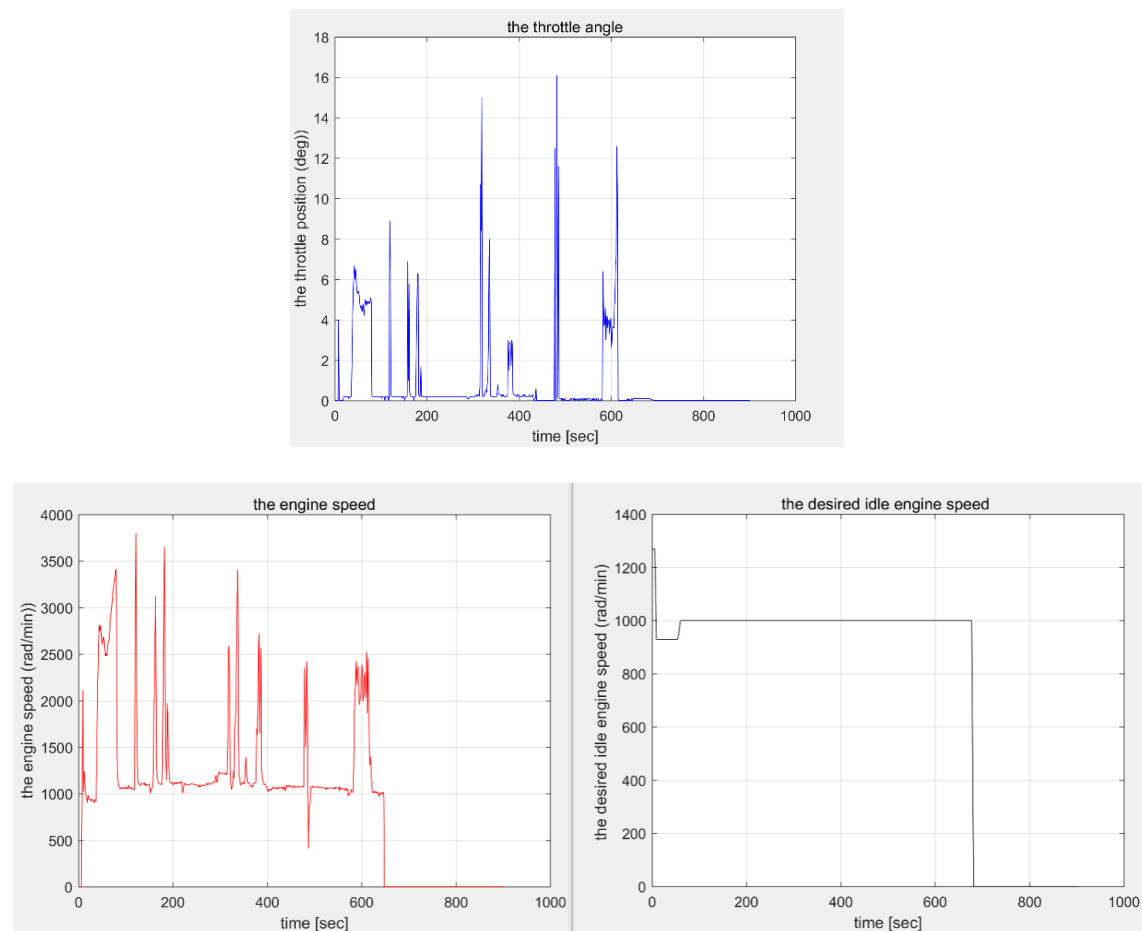 the throttle angle
18
16
14
12
10
8
6
4
2
0
the throttle position (deg))
0 200 400 600 800 1000
time [sec]
the engine speed
4000
3500
3000
2500
2000
1500
1000
500
0
the engine speed (rad/min))
0 200 400 600 800 1000
time [sec]
the desired idle engine speed
1400
1200
1000
800
600
400
200
0
the desired idle engine speed (rad/min)
0 200 400 600 800 1000
time [sec]